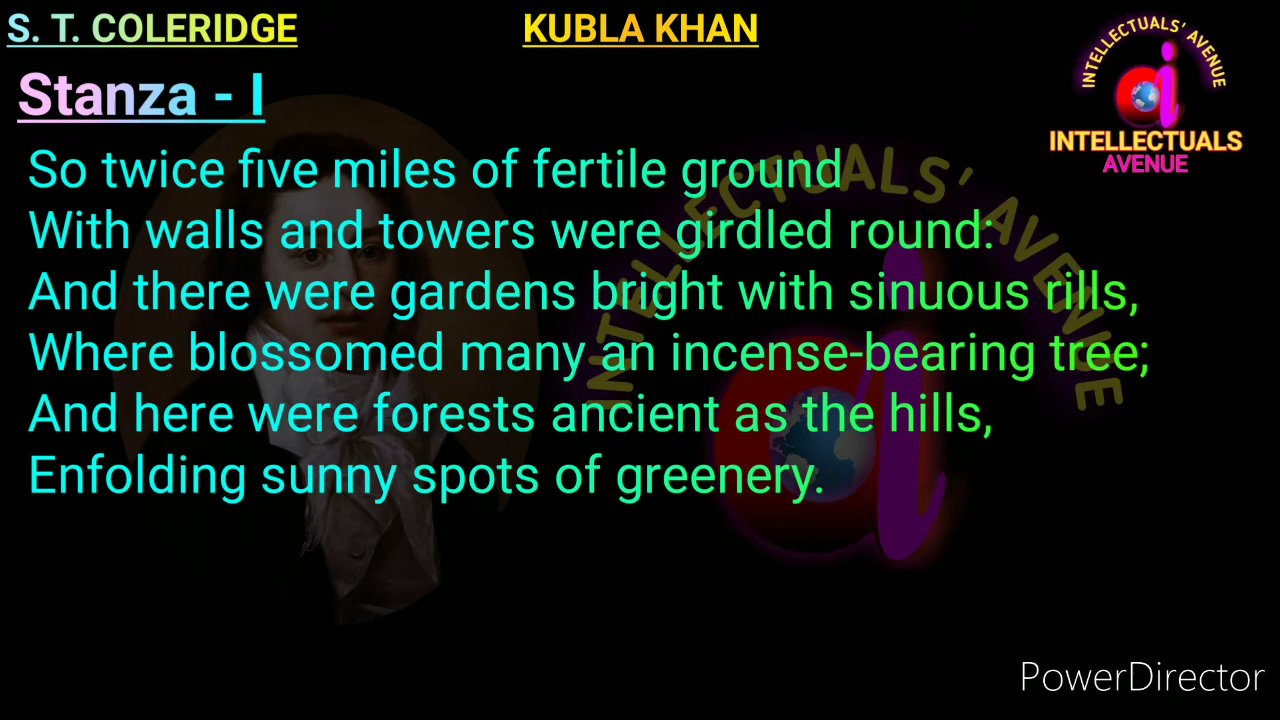 S. T. COLERIDGE
KUBLA KHAN
INTELLECTUALS' AVENUE
INTELLECTUALS
AVENUE
Stanza - I
So twice five miles of fertile ground
With walls and towers were girdled round:
And there were gardens bright with sinuous rills,
Where blossomed many an incense-bearing tree;
And here were forests ancient as the hills,
Enfolding sunny spots of greenery.
INTELLECTUALS' AVENUE
PowerDirector